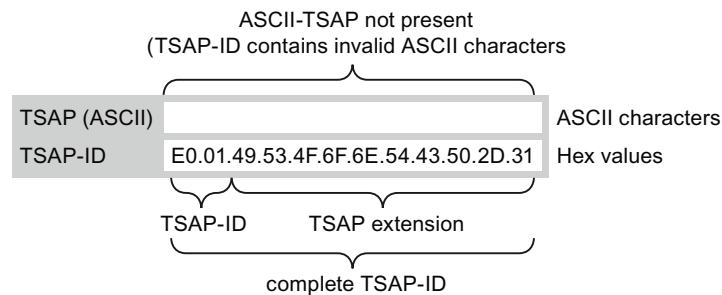 ASCII-TSAP not present
(TSAP-ID contains invalid ASCII characters
TSAP (ASCII) ASCII characters
TSAP-ID E0.01.49.53.4F.6F.6E.54.43.50.2D.31 Hex values
TSAP-ID TSAP extension
complete TSAP-ID